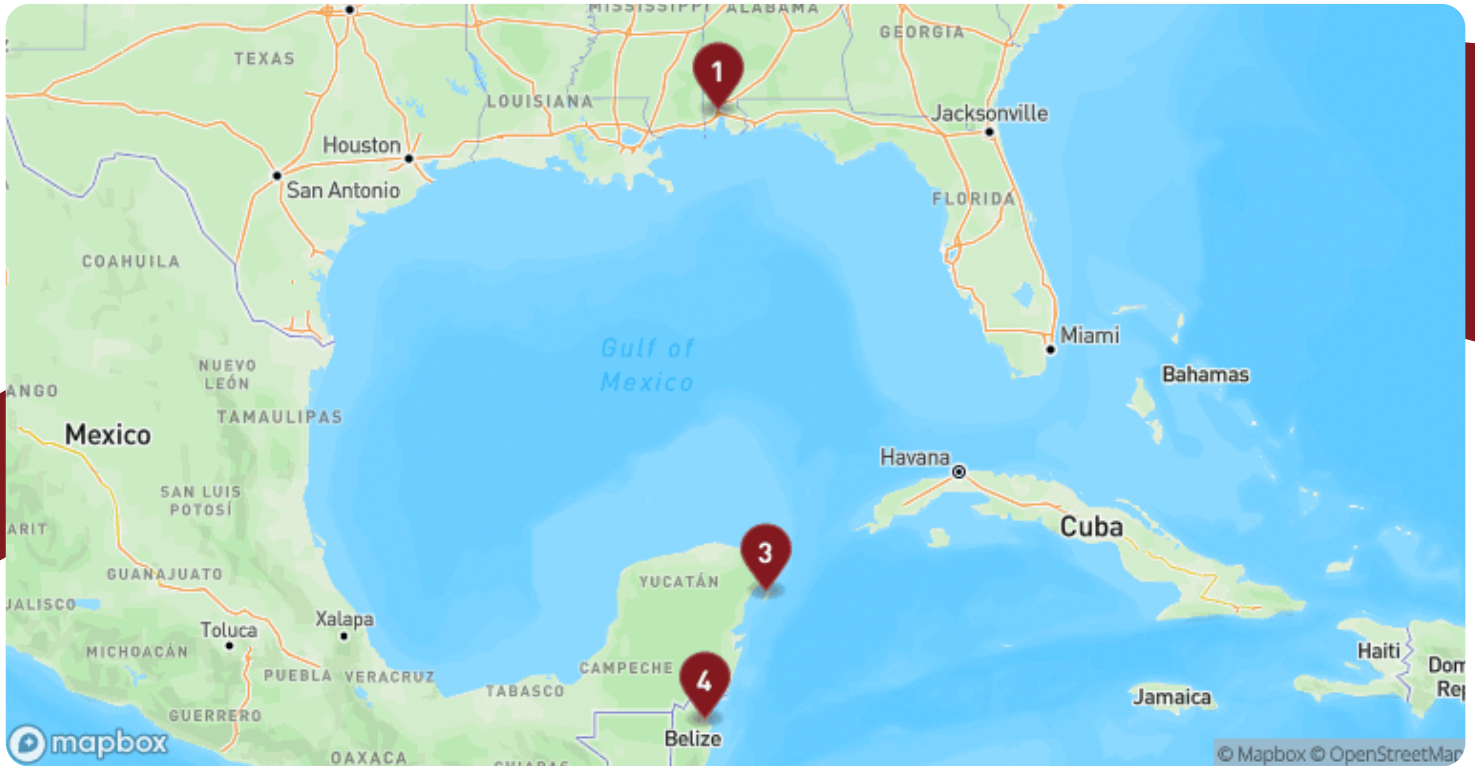 MISSISSIPPI ALABAMA
GEORGIA
TEXAS
1
LOUISIANA
Jacksonville
Houston
San Antonio
FLORIDA
COAHUILA
Miami
Gulf of
Mexico
NUEVO
LEÓN
Bahamas
ANGO
TAMAULIPAS
Mexico
Havana
SAN LUIS
POTOSÍ
ARIT
Cuba
3
GUANAJUATO
YUCATÁN
JALISCO
Xalapa
Toluca
MICHOACÁN
Haiti
PUEBLA VERACRUZ
CAMPECHE
Dom
Rep
4
TABASCO
Jamaica
GUERRERO
Belize
mapbox
OAXACA
CHIAPAS
© Mapbox © OpenStreetMap